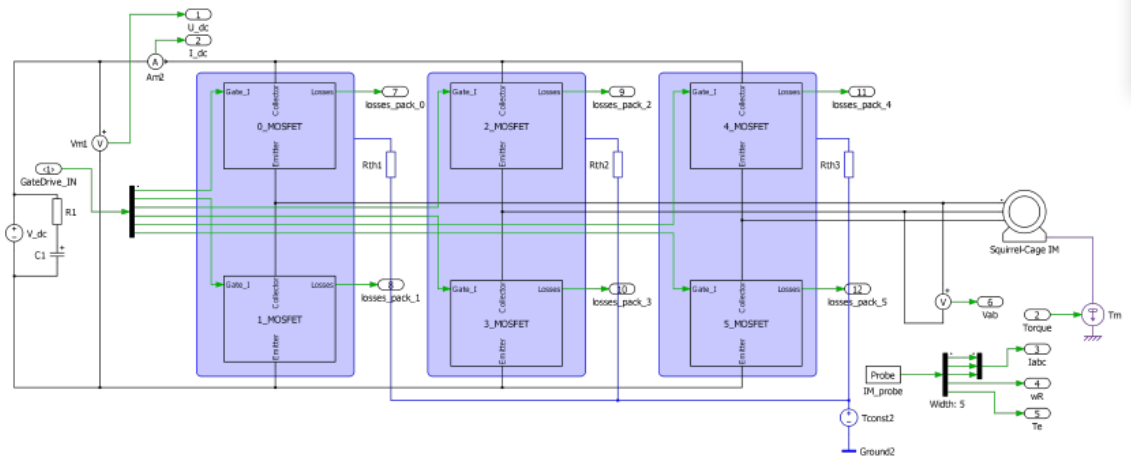 1
U_dc
2
I_dc
A
Am2
Gate_I
Collector
Losses
0_MOSFET
Emitter
7
losses_pack_0
Gate_I
Collector
Losses
2_MOSFET
Emitter
9
losses_pack_2
Gate_I
Collector
Losses
4_MOSFET
Emitter
11
losses_pack_4
Vm1
V
Rth1
Rth2
Rth3
<1>
GateDrive_IN
R1
V_dc
C1
Squirrel-Cage IM
Gate_I
Collector
Losses
1_MOSFET
Emitter
8
losses_pack_1
Gate_I
Collector
Losses
3_MOSFET
Emitter
10
losses_pack_3
Gate_I
Collector
Losses
5_MOSFET
Emitter
12
losses_pack_5
V
6
Vab
2
Torque
Tm
Probe
IM_probe
Width: 5
3
Iabc
4
wR
5
Te
Tconst2
Ground2